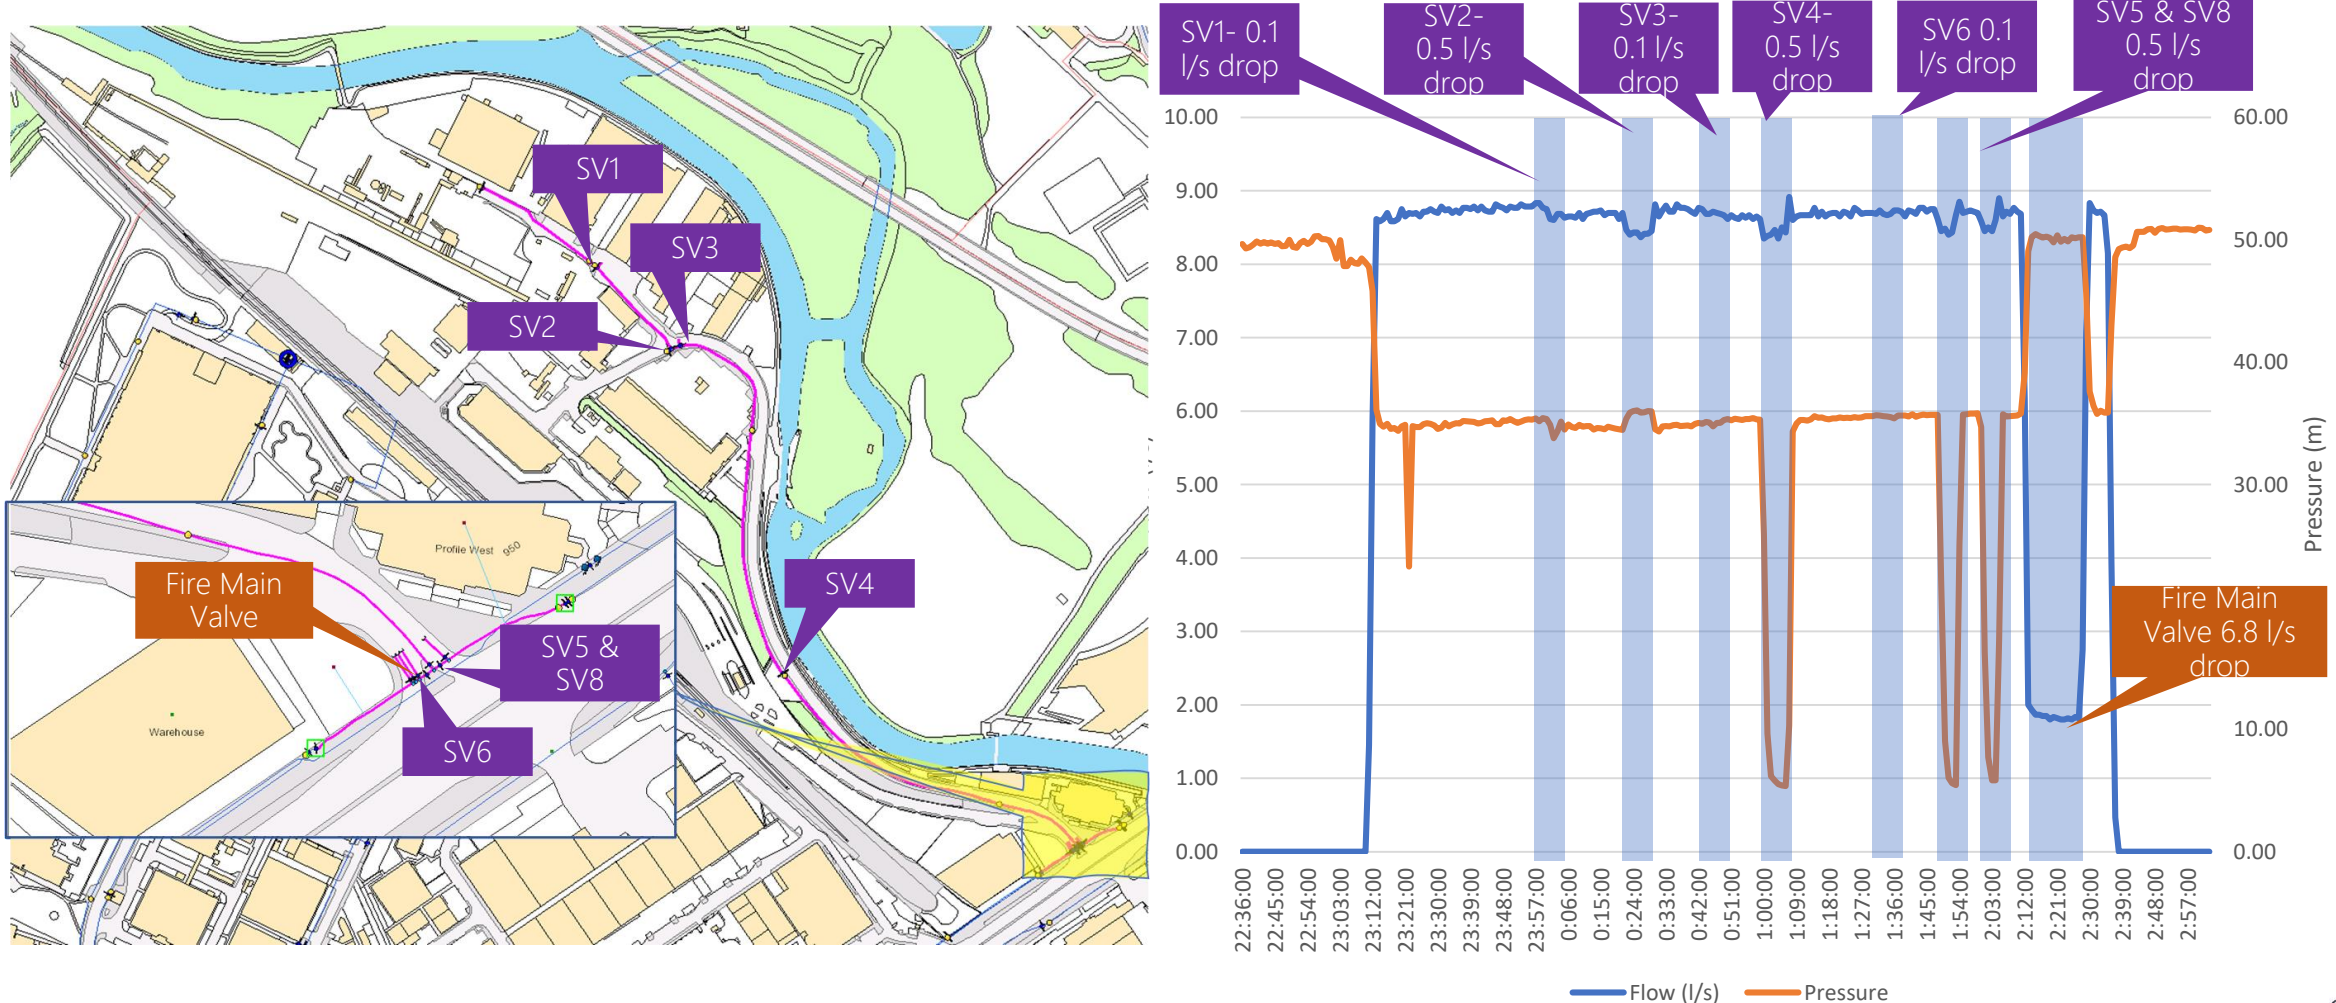 SV1
SV3
SV2
SV4
Profile West 950
Fire Main
Valve
SV5 &
SV8
Warehouse
SV6
SV1- 0.1
l/s drop
SV2-
0.5 l/s
drop
SV3-
0.1 l/s
drop
SV4-
0.5 l/s
drop
SV6 0.1
l/s drop
SV5 & SV8
0.5 l/s
drop
10.00
9.00
8.00
7.00
6.00
5.00
4.00
3.00
2.00
1.00
0.00
60.00
50.00
40.00
30.00
10.00
0.00
Pressure (m)
Fire Main
Valve 6.8 l/s
drop
22:36:00
22:45:00
22:54:00
23:03:00
23:12:00
23:21:00
23:30:00
23:39:00
23:48:00
23:57:00
0:06:00
0:15:00
0:24:00
0:33:00
0:42:00
0:51:00
1:00:00
1:09:00
1:18:00
1:27:00
1:36:00
1:45:00
1:54:00
2:03:00
2:12:00
2:21:00
2:30:00
2:39:00
2:48:00
2:57:00
Flow (l/s)
Pressure